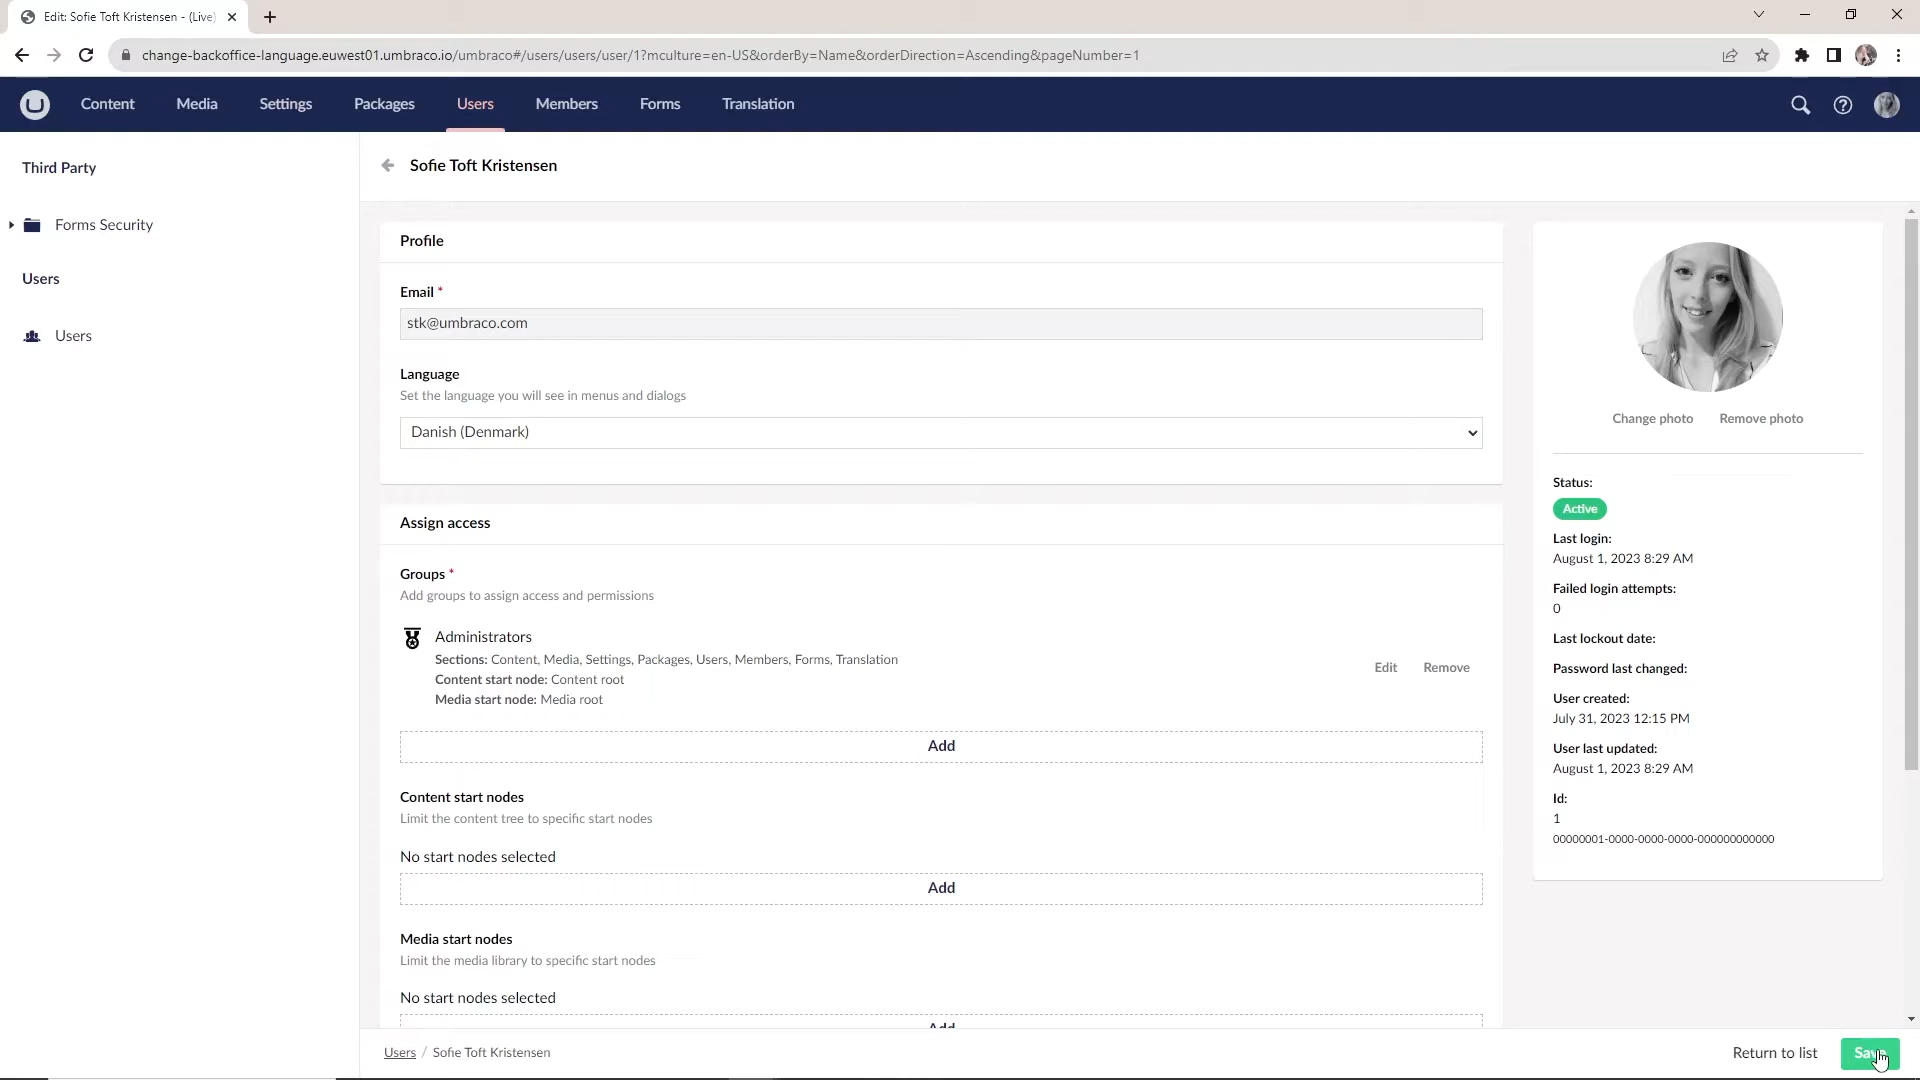 Edit: Sofie Toft Kristensen - (Live)
change-backoffice-language.euwest01.umbraco.io/umbraco#/users/users/user/1?mculture=en-US&orderBy=Name&orderDirection=Ascending&pageNumber=1
Content Media Settings Packages Users Members Forms Translation
Third Party
Forms Security
Users
Users
Sofie Toft Kristensen
Profile
Email *
stk@umbraco.com
Language
Set the language you will see in menus and dialogs
Danish (Denmark)
Assign access
Groups *
Add groups to assign access and permissions
Administrators
Sections: Content, Media, Settings, Packages, Users, Members, Forms, Translation
Content start node: Content root
Media start node: Media root
Edit Remove
Add
Content start nodes
Limit the content tree to specific start nodes
No start nodes selected
Add
Media start nodes
Limit the media library to specific start nodes
No start nodes selected
Add
Change photo Remove photo
Status:
Active
Last login:
August 1, 2023 8:29 AM
Failed login attempts:
0
Last lockout date:
Password last changed:
User created:
July 31, 2023 12:15 PM
User last updated:
August 1, 2023 8:29 AM
Id:
1
00000001-0000-0000-0000-000000000000
Users / Sofie Toft Kristensen
Return to list
Save